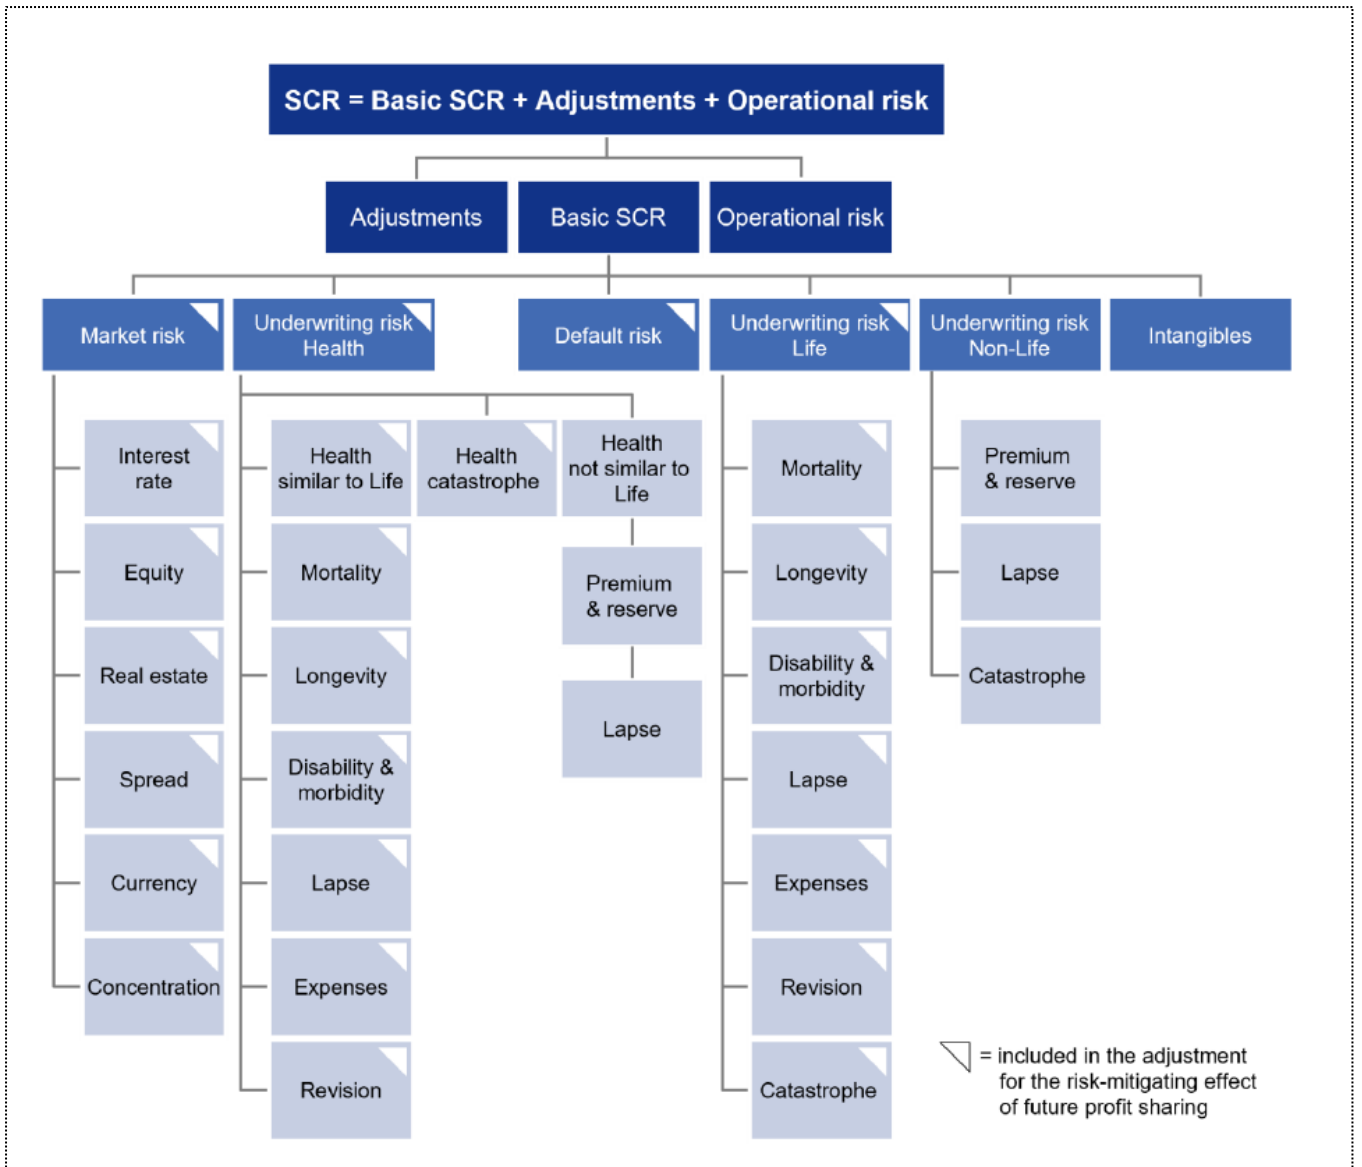 SCR = Basic SCR + Adjustments + Operational risk
Adjustments
Basic SCR
Operational risk
Market risk
Underwriting risk
Health
Default risk
Underwriting risk
Life
Underwriting risk
Non-Life
Intangibles
Interest
rate
Equity
Real estate
Spread
Currency
Concentration
Health
similar to Life
Mortality
Longevity
Disability &
morbidity
Lapse
Expenses
Revision
Health
catastrophe
Health
not similar to
Life
Premium
& reserve
Lapse
Mortality
Longevity
Disability &
morbidity
Lapse
Expenses
Revision
Catastrophe
Premium
& reserve
Lapse
Catastrophe
= included in the adjustment
for the risk-mitigating effect
of future profit sharing